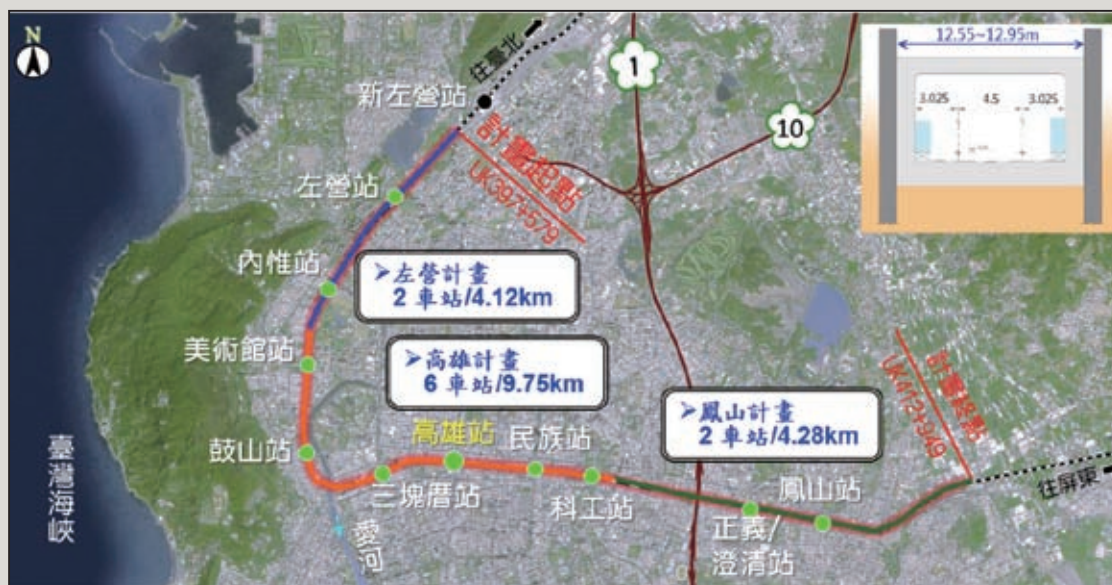 N
往臺北
新左營站
1
10
12.55~12.95m
3.025
4.5
3.025
計畫起點
UK397+579
左營站
內惟站
➢左營計畫
2 車站/4.12km
美術館站
➢高雄計畫
6 車站/9.75km
➢鳳山計畫
2 車站/4.28km
計畫終點
UK412+949
鼓山站
高雄站
民族站
三塊厝站
科工站
鳳山站
正義/
澄清站
往屏東
愛河
臺灣海峽